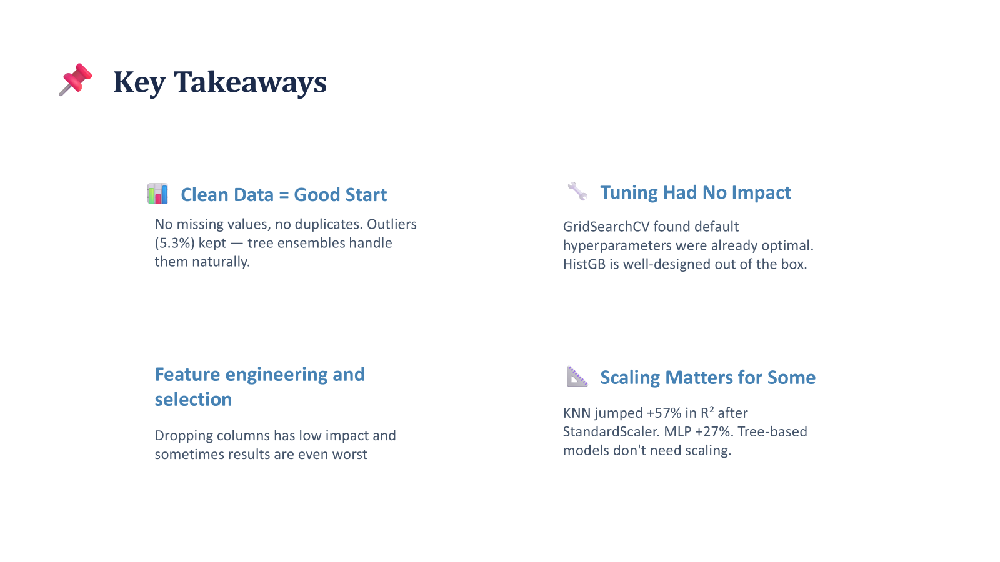 Key Takeaways
Clean Data = Good Start
No missing values, no duplicates. Outliers
(5.3%) kept — tree ensembles handle
them naturally.
Tuning Had No Impact
GridSearchCV found default
hyperparameters were already optimal.
HistGB is well-designed out of the box.
Feature engineering and
selection
Dropping columns has low impact and
sometimes results are even worst
Scaling Matters for Some
KNN jumped +57% in R² after
StandardScaler. MLP +27%. Tree-based
models don't need scaling.